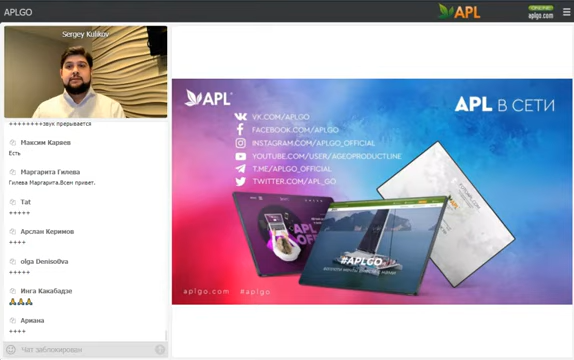 APLGO
APL
ONLINE
aplgo.com
Sergey Kulikov
++++++++звук прерывается
Максим Каряев
Есть
Маргарита Гилева
Гилева Маргарита.Всем привет.
Tat
+++++
Арслан Керимов
++++
olga Deniso0va
+++++
Инга Какабадзе
🙏🙏🙏
Ариана
++++
Чат заблокирован
APL
APL В СЕТИ
VK.COM/APLGO
FACEBOOK.COM/APLGO
INSTAGRAM.COM/APLGO_OFFICIAL
YOUTUBE.COM/USER/AGEOPRODUCTLINE
T.ME/APLGO_OFFICIAL
TWITTER.COM/APL_GO
#APLGO
aplgo.com #aplgo